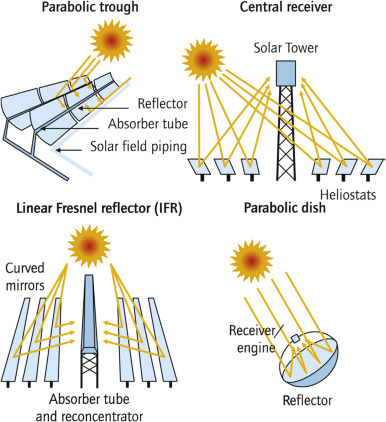 Parabolic trough
Reflector
Absorber tube
Solar field piping
Central receiver
Solar Tower
Heliostats
Linear Fresnel reflector (IFR)
Curved
mirrors
Absorber tube
and reconcentrator
Parabolic dish
Receiver
engine
Reflector